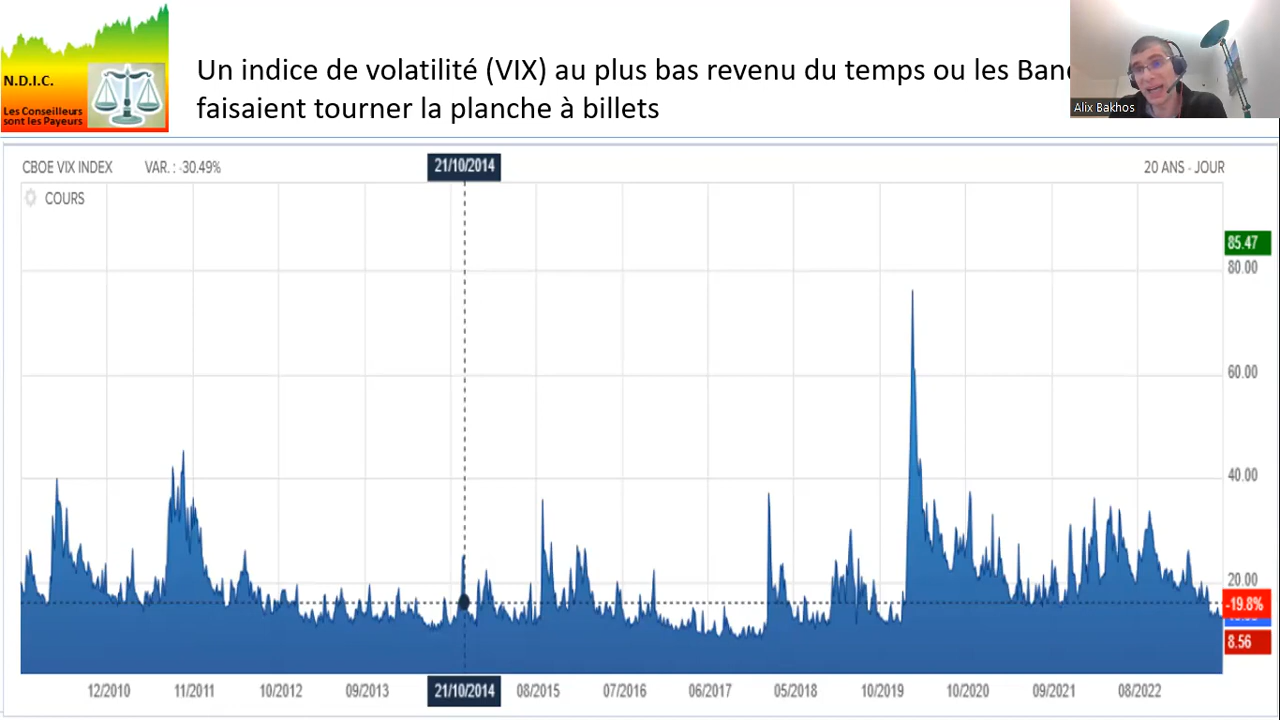 N.D.I.C.
Les Conseilleurs
sont les Payeurs
Un indice de volatilité (VIX) au plus bas revenu du temps ou les
faisaient tourner la planche à billets
Alix Bakhos
CBOE VIX INDEX VAR. : -30.49% 21/10/2014 20 ANS - JOUR
COURS
85.47
80.00
60.00
40.00
20.00
-19.8%
8.56
12/2010 11/2011 10/2012 09/2013 21/10/2014 08/2015 07/2016 06/2017 05/2018 10/2019 10/2020 09/2021 08/2022